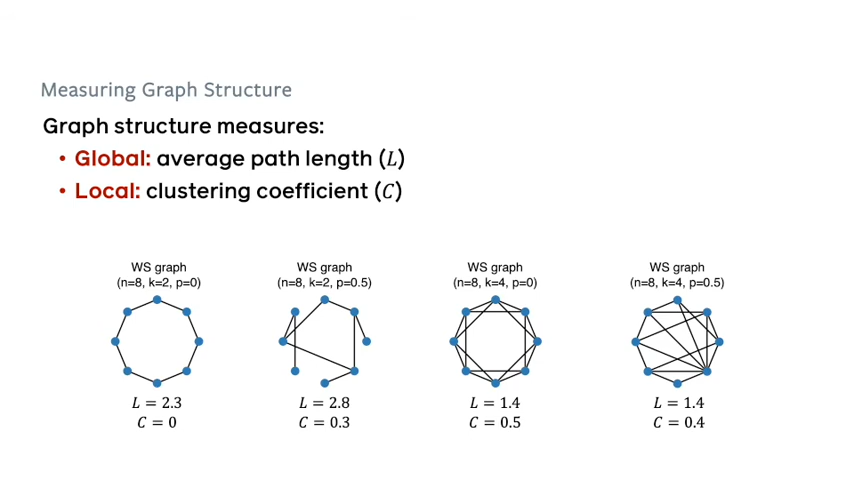 Measuring Graph Structure
Graph structure measures:
• Global: average path length (L)
• Local: clustering coefficient (C)
WS graph
(n=8, k=2, p=0)
L = 2.3
C = 0
WS graph
(n=8, k=2, p=0.5)
L = 2.8
C = 0.3
WS graph
(n=8, k=4, p=0)
L = 1.4
C = 0.5
WS graph
(n=8, k=4, p=0.5)
L = 1.4
C = 0.4